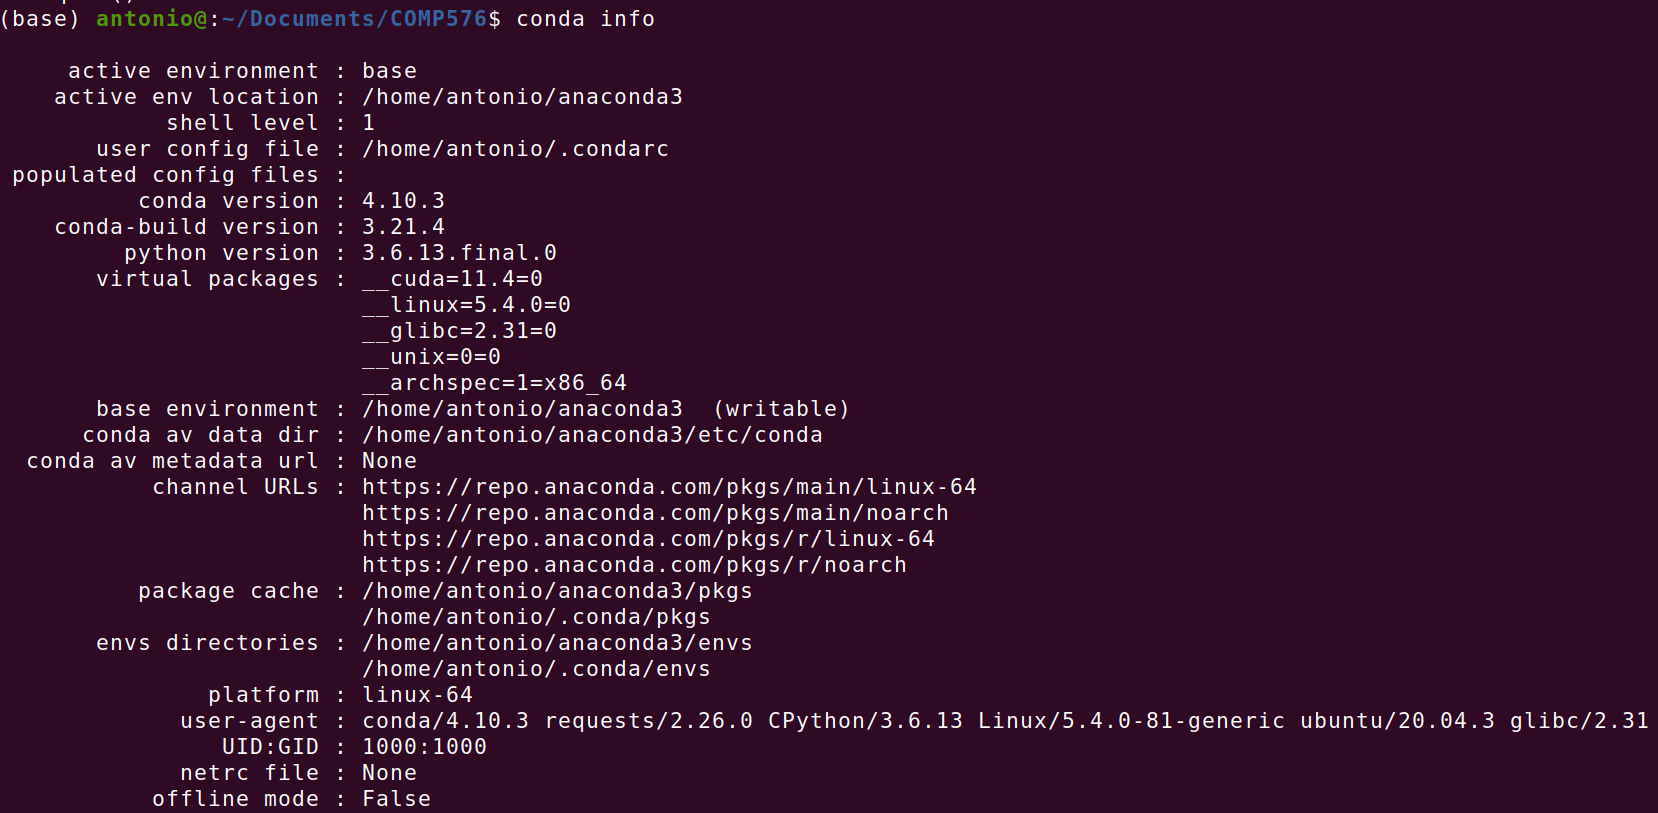 (base) antonio@:~/Documents/COMP576$ conda info
active environment : base
active env location : /home/antonio/anaconda3
shell level : 1
user config file : /home/antonio/.condarc
populated config files :
conda version : 4.10.3
conda-build version : 3.21.4
python version : 3.6.13.final.0
virtual packages : __cuda=11.4=0
__linux=5.4.0=0
__glibc=2.31=0
__unix=0=0
__archspec=1=x86_64
base environment : /home/antonio/anaconda3  (writable)
conda av data dir : /home/antonio/anaconda3/etc/conda
conda av metadata url : None
channel URLs : https://repo.anaconda.com/pkgs/main/linux-64
https://repo.anaconda.com/pkgs/main/noarch
https://repo.anaconda.com/pkgs/r/linux-64
https://repo.anaconda.com/pkgs/r/noarch
package cache : /home/antonio/anaconda3/pkgs
/home/antonio/.conda/pkgs
envs directories : /home/antonio/anaconda3/envs
/home/antonio/.conda/envs
platform : linux-64
user-agent : conda/4.10.3 requests/2.26.0 CPython/3.6.13 Linux/5.4.0-81-generic ubuntu/20.04.3 glibc/2.31
UID:GID : 1000:1000
netrc file : None
offline mode : False